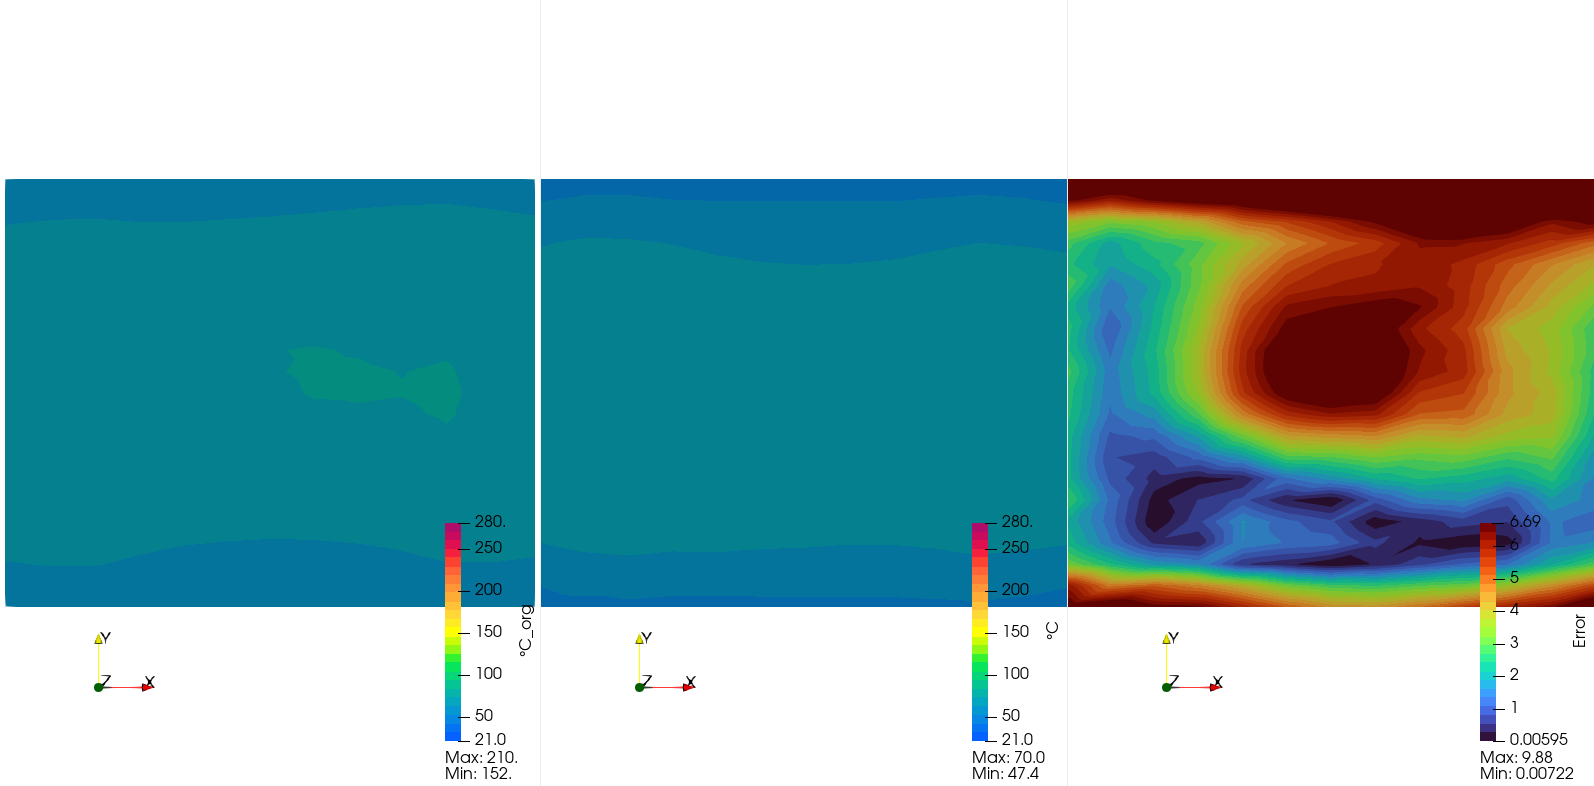 280.
250
200
150
100
50
21.0
°C_org
Max: 210.
Min: 152.
Y
Z
X
280.
250
200
150
100
50
21.0
°C
Max: 70.0
Min: 47.4
Y
Z
X
6.69
6
5
4
3
2
1
0.00595
Error
Max: 9.88
Min: 0.00722
Y
Z
X